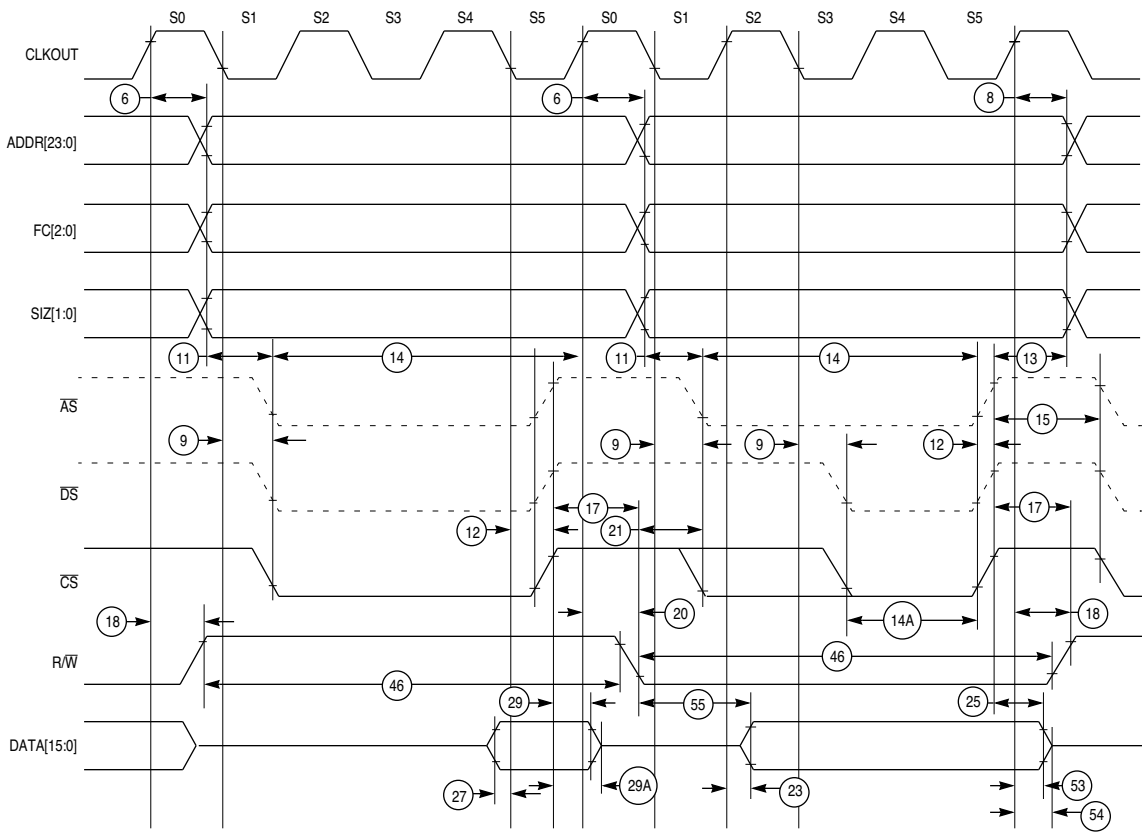 S0 S1 S2 S3 S4 S5 S0 S1 S2 S3 S4 S5
CLKOUT
6 6 8
ADDR[23:0]
FC[2:0]
SIZ[1:0]
11 14 11 14 13
AS
15
9 9 9 12
DS
17 17
12 21
CS
18 20 14A 18
R/W
46
46
29 55 25
DATA[15:0]
27 29A 23 53
54